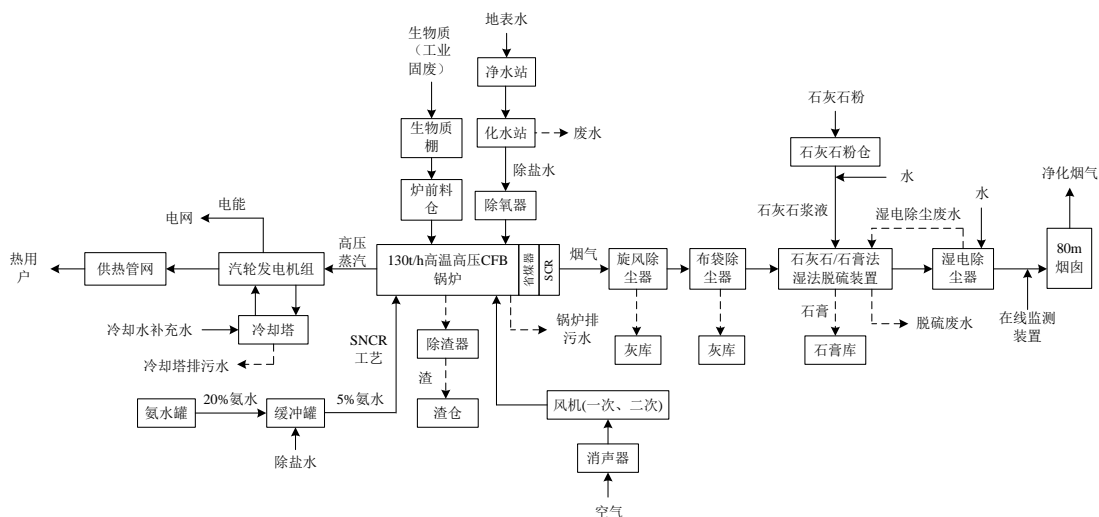 地表水
生物质
（工业
固废）
净水站
石灰石粉
生物质
棚
化水站
废水
石灰石粉仓
净化烟气
除盐水
水
水
炉前料
仓
除氧器
电能
电网
石灰石浆液
湿电除尘废水
80m
烟囱
热用
户
供热管网
汽轮发电机组
高压
蒸汽
130t/h高温高压CFB
锅炉
省煤器
SCR
烟气
旋风除
尘器
布袋除
尘器
石灰石/石膏法
湿法脱硫装置
湿电除
尘器
石膏
冷却水补充水
冷却塔
锅炉排
污水
脱硫废水
在线监测
装置
除渣器
灰库
灰库
石膏库
SNCR
工艺
冷却塔排污水
渣
氨水罐
20%氨水
缓冲罐
5%氨水
渣仓
风机(一次、二次)
除盐水
消声器
空气